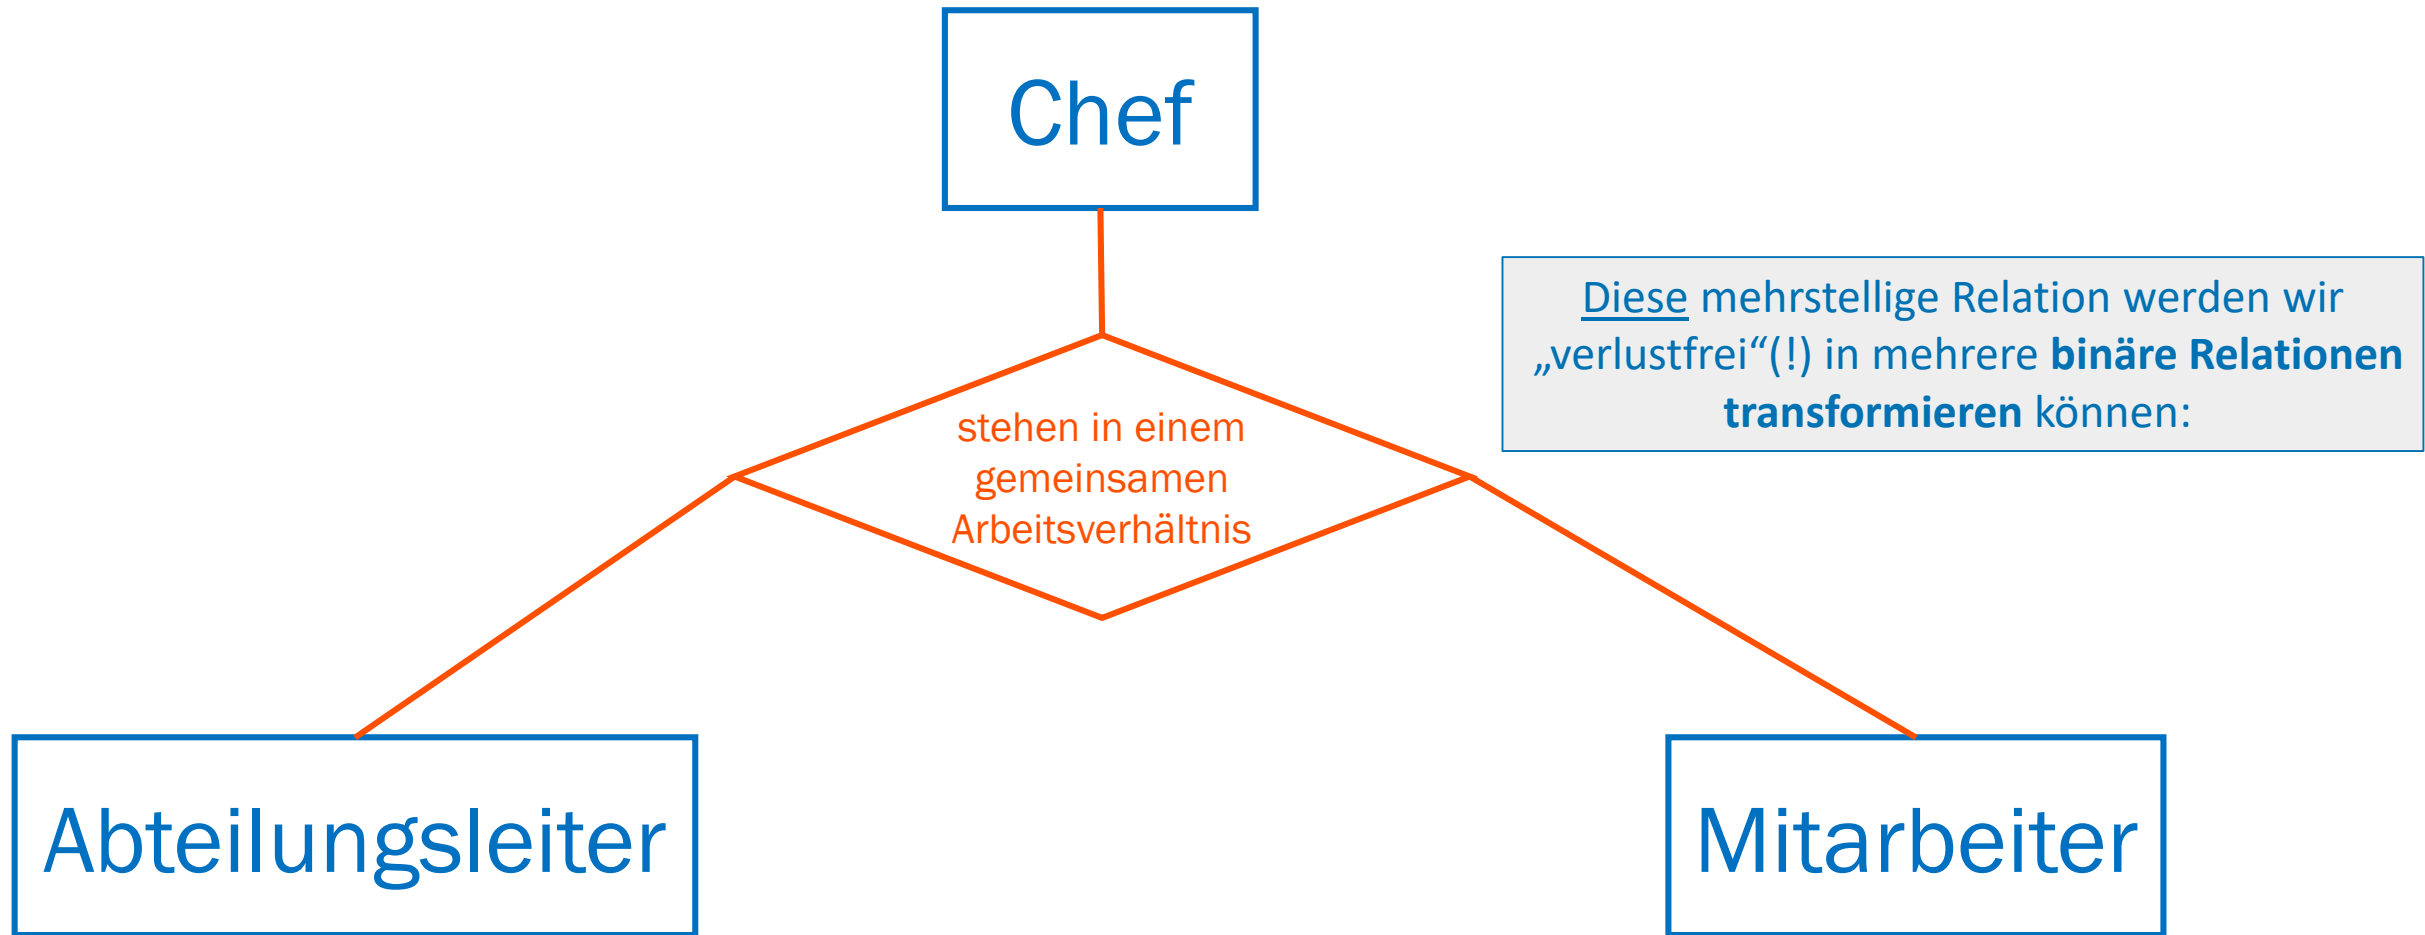 Chef
Diese mehrstellige Relation werden wir
„verlustfrei“(!) in mehrere binäre Relationen
transformieren können:
stehen in einem
gemeinsamen
Arbeitsverhältnis
Abteilungsleiter
Mitarbeiter